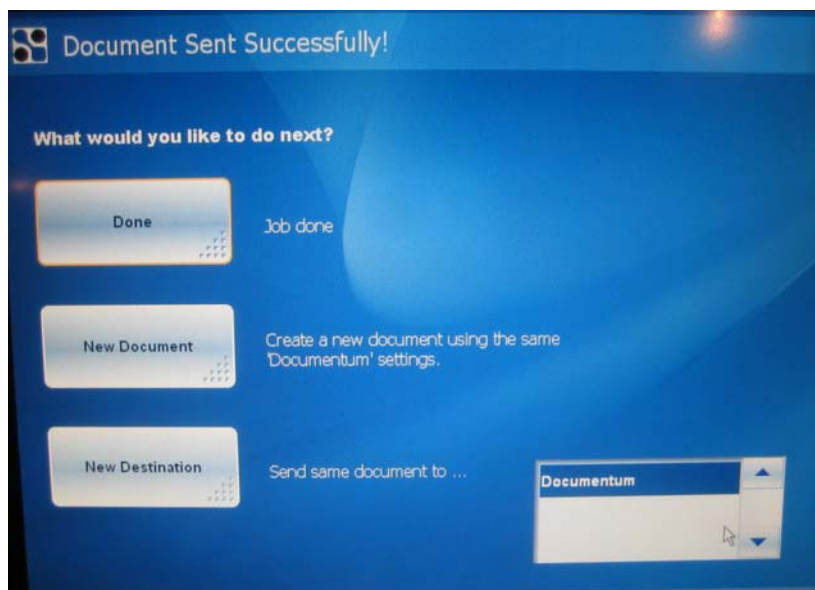 Document Sent Successfully!
What would you like to do next?
Done
Job done
New Document
Create a new document using the same
'Documentum' settings.
New Destination
Send same document to ...
Documentum